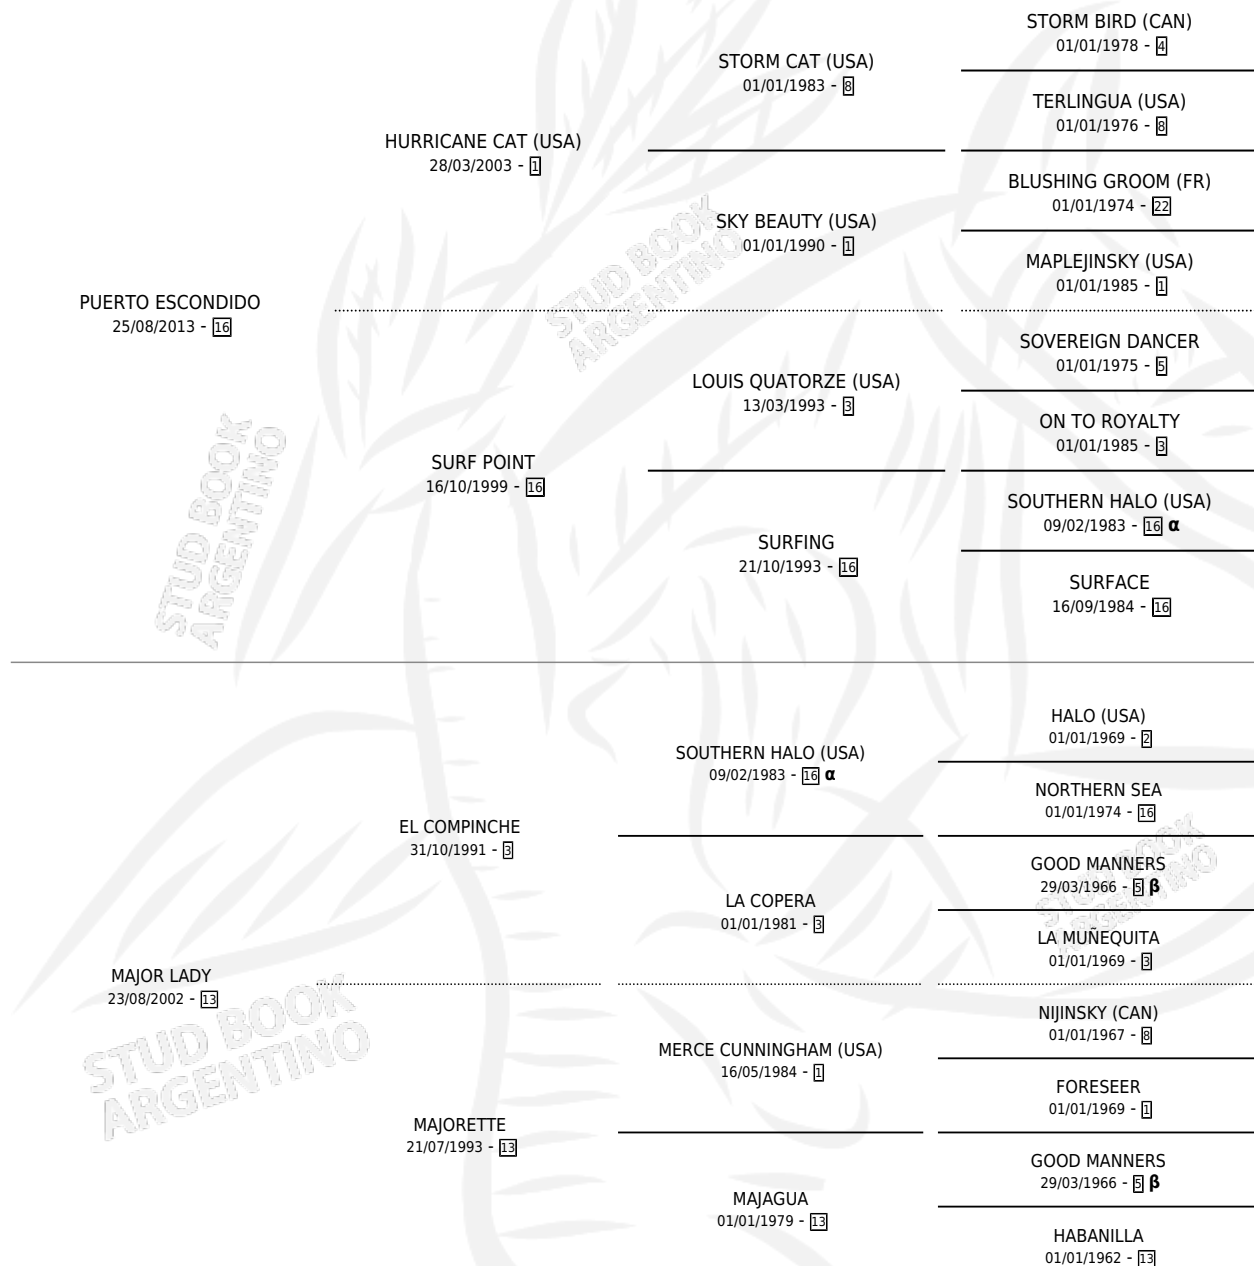 STORM BIRD (CAN)
01/01/1978 - 4
STORM CAT (USA)
01/01/1983 - 8
TERLINGUA (USA)
01/01/1976 - 8
HURRICANE CAT (USA)
28/03/2003 - 1
BLUSHING GROOM (FR)
01/01/1974 - 22
SKY BEAUTY (USA)
01/01/1990 - 1
MAPLEJINSKY (USA)
01/01/1985 - 1
PUERTO ESCONDIDO
25/08/2013 - 16
SOVEREIGN DANCER
01/01/1975 - 5
LOUIS QUATORZE (USA)
13/03/1993 - 3
ON TO ROYALTY
01/01/1985 - 3
SURF POINT
16/10/1999 - 16
SOUTHERN HALO (USA)
09/02/1983 - 16 α
SURFING
21/10/1993 - 16
SURFACE
16/09/1984 - 16
HALO (USA)
01/01/1969 - 2
SOUTHERN HALO (USA)
09/02/1983 - 16 α
NORTHERN SEA
01/01/1974 - 16
EL COMPINCHE
31/10/1991 - 3
GOOD MANNERS
29/03/1966 - 5 β
LA COPERA
01/01/1981 - 3
LA MUÑEQUITA
01/01/1969 - 3
MAJOR LADY
23/08/2002 - 13
NIJINSKY (CAN)
01/01/1967 - 8
MERCE CUNNINGHAM (USA)
16/05/1984 - 1
FORESEER
01/01/1969 - 1
MAJORETTE
21/07/1993 - 13
GOOD MANNERS
29/03/1966 - 5 β
MAJAGUA
01/01/1979 - 13
HABANILLA
01/01/1962 - 13
STUD BOOK
ARGENTINO
STUD BOOK
ARGENTINO
STUD BOOK
ARGENTINO
STUD BOOK
ARGENTINO